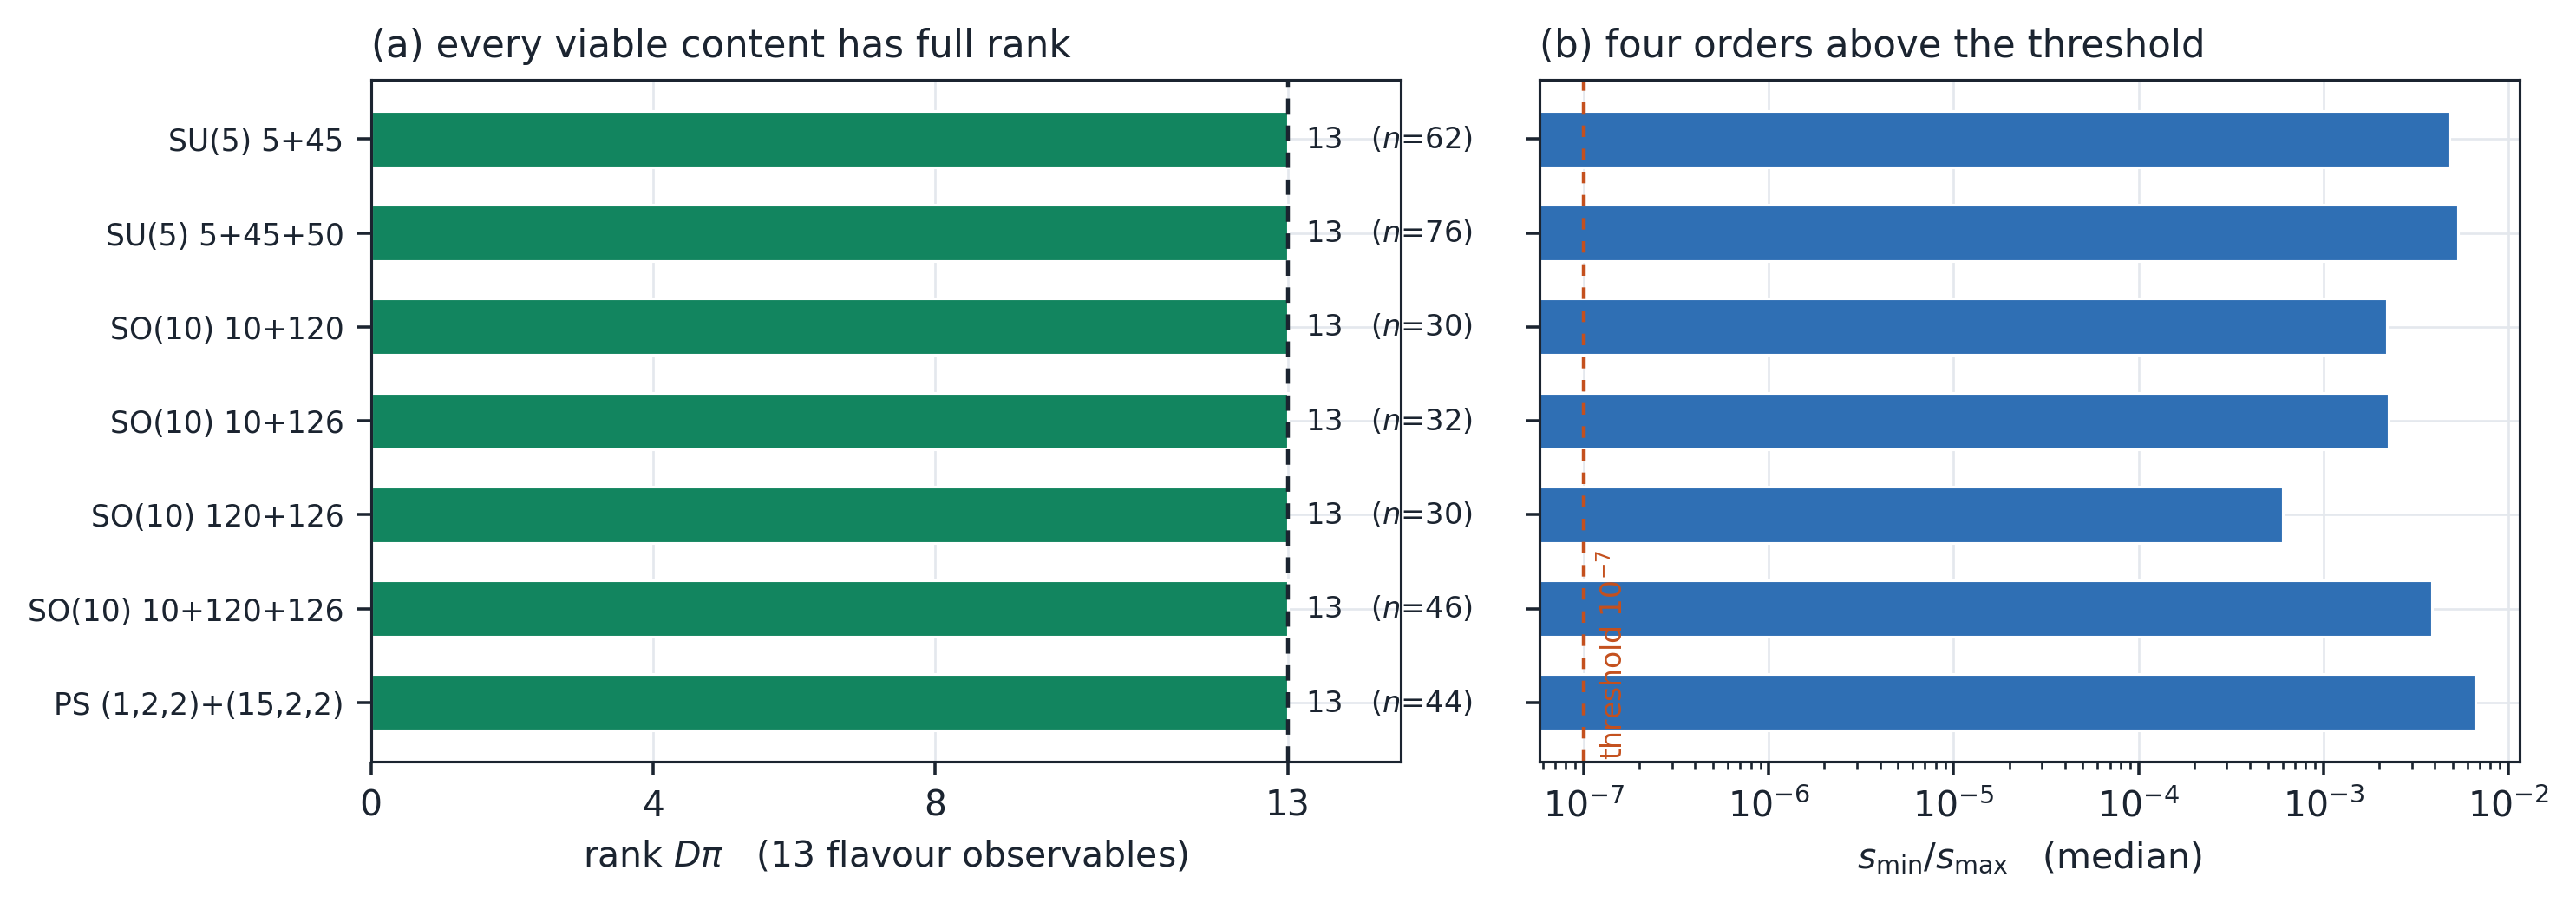 (a) every viable content has full rank
SU(5) 5+45
SU(5) 5+45+50
SO(10) 10+120
SO(10) 10+126
SO(10) 120+126
SO(10) 10+120+126
PS (1,2,2)+(15,2,2)
13 (n=62)
13 (n=76)
13 (n=30)
13 (n=32)
13 (n=30)
13 (n=46)
13 (n=44)
0 4 8 13
rank Dπ (13 flavour observables)
(b) four orders above the threshold
threshold 10⁻⁷
10⁻⁷ 10⁻⁶ 10⁻⁵ 10⁻⁴ 10⁻³ 10⁻²
s_min/s_max (median)